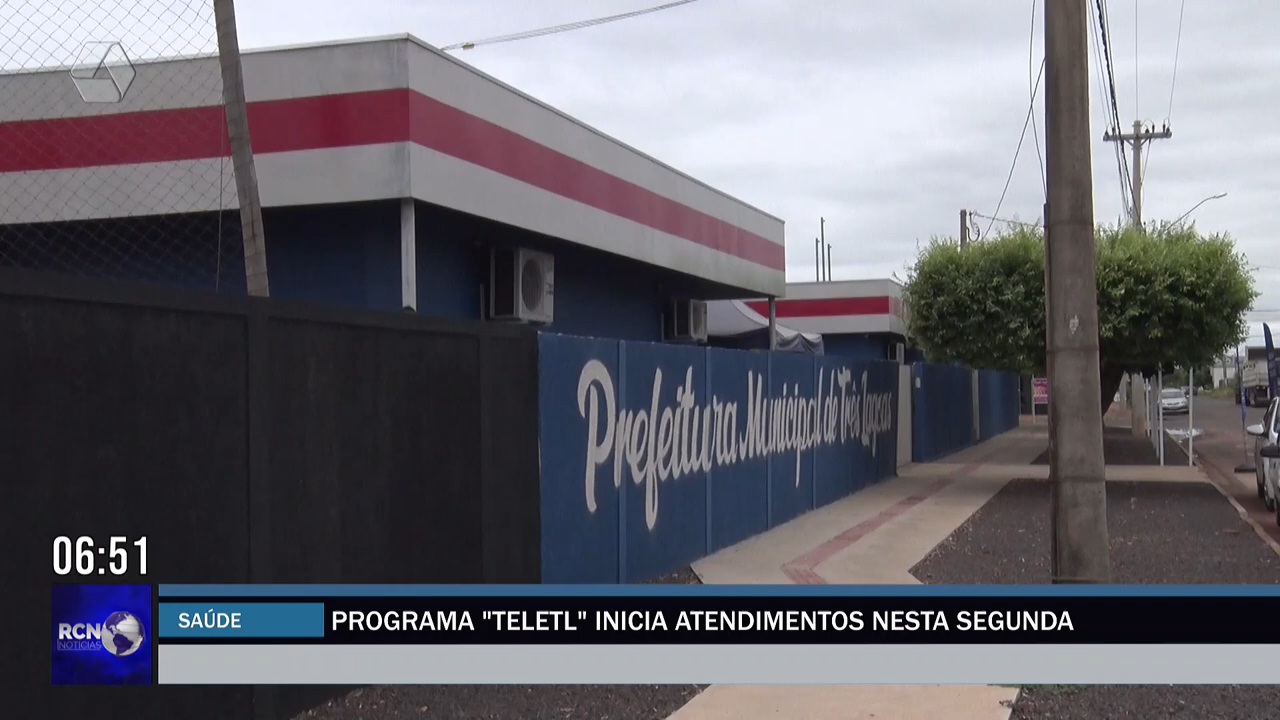 Prefeitura Municipal de Três Lagoas
06:51
RCN
NOTÍCIAS
SAÚDE
PROGRAMA "TELETL" INICIA ATENDIMENTOS NESTA SEGUNDA